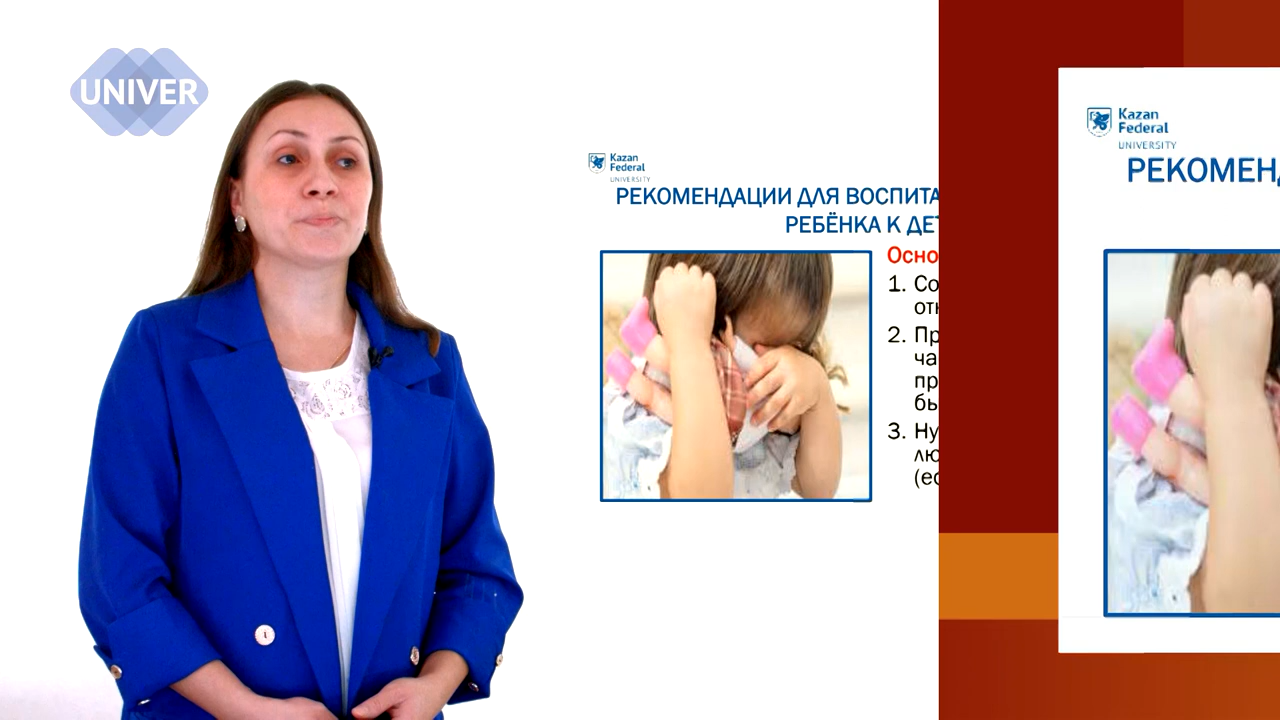 UNIVER
Kazan
Federal
UNIVERSITY
РЕКОМЕНДАЦИИ ДЛЯ ВОСПИТА
РЕБЁНКА К ДЕТ
Осно
1. Со
отн
2. Пр
ча
пр
бы
3. Ну
лю
(ес
Kazan
Federal
UNIVERSITY
РЕКОМЕНД